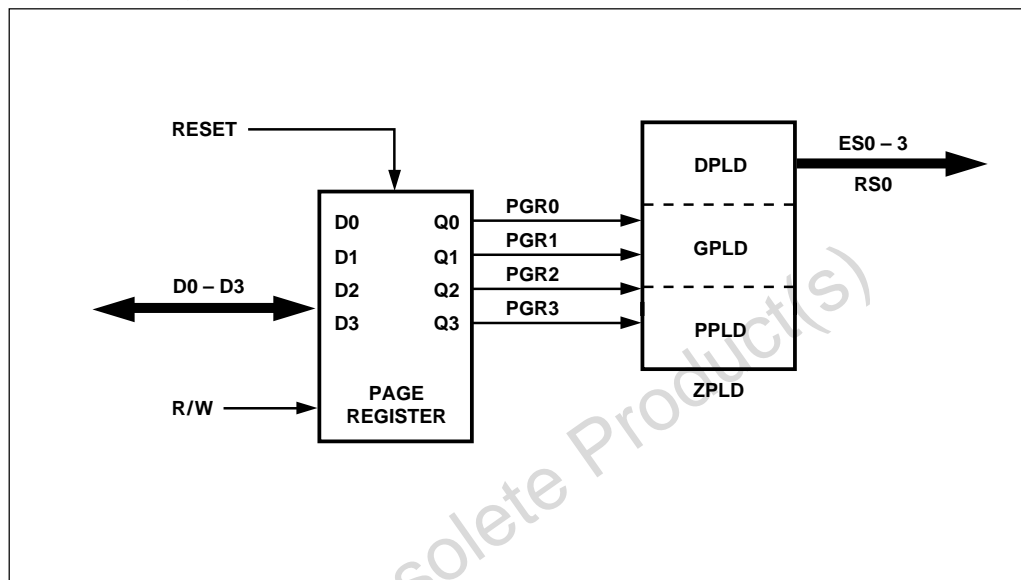 RESET
D0 Q0
D1 Q1
D2 Q2
D3 Q3
PAGE
REGISTER
D0 – D3
R/W
PGR0
PGR1
PGR2
PGR3
DPLD
GPLD
PPLD
ZPLD
ES0 – 3
RS0
solete Product(s)